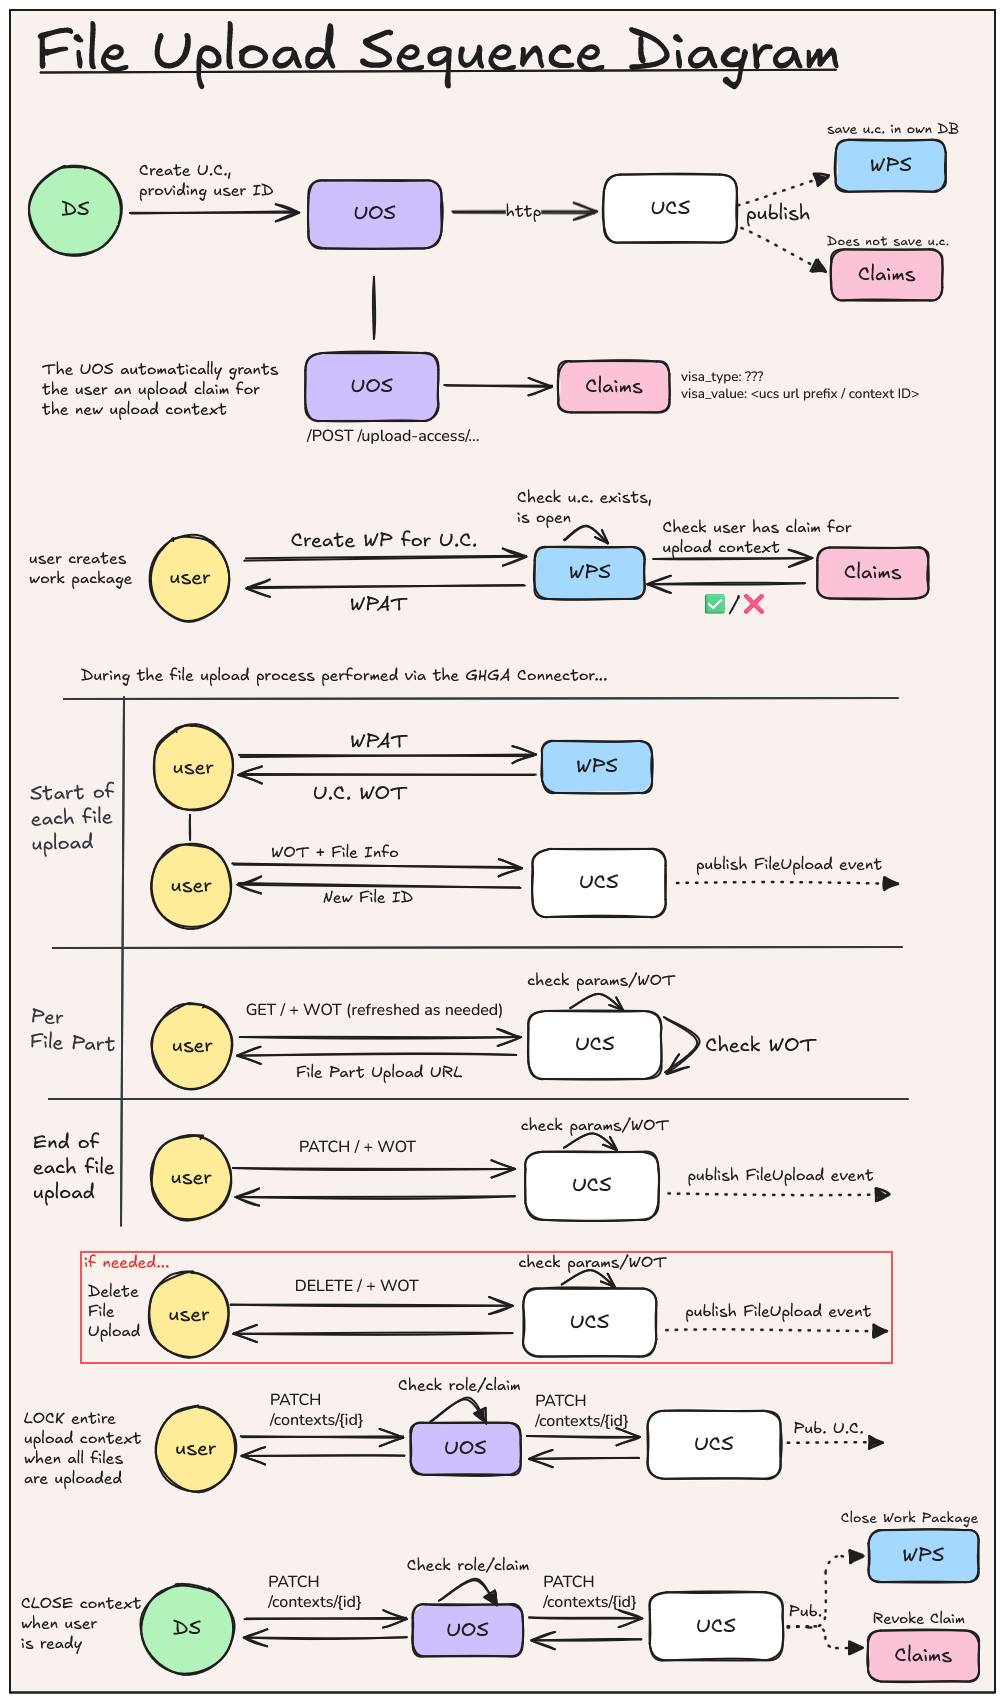 File Upload Sequence Diagram
save u.c. in own DB
WPS
Create U.C.,
providing user ID
DS
UOS
http
UCS
publish
Does not save u.c.
Claims
The UOS automatically grants
the user an upload claim for
the new upload context
UOS
/POST /upload-access/...
Claims
visa_type: ???
visa_value: <ucs url prefix / context ID>
user creates
work package
user
Create WP for U.C.
WPAT
Check u.c. exists,
is open
WPS
Check user has claim for
upload context
✅/❌
Claims
During the file upload process performed via the GHGA Connector...
Start of
each file
upload
user
WPAT
U.C. WOT
WPS
user
WOT + File Info
New File ID
UCS
publish FileUpload event
Per
File Part
user
GET / + WOT (refreshed as needed)
File Part Upload URL
check params/WOT
UCS
Check WOT
End of
each file
upload
user
PATCH / + WOT
check params/WOT
UCS
publish FileUpload event
if needed...
Delete
File
Upload
user
DELETE / + WOT
check params/WOT
UCS
publish FileUpload event
LOCK entire
upload context
when all files
are uploaded
user
PATCH
/contexts/{id}
Check role/claim
UOS
PATCH
/contexts/{id}
UCS
Pub. U.C.
CLOSE context
when user
is ready
DS
PATCH
/contexts/{id}
Check role/claim
UOS
PATCH
/contexts/{id}
UCS
Pub.
Close Work Package
WPS
Revoke Claim
Claims